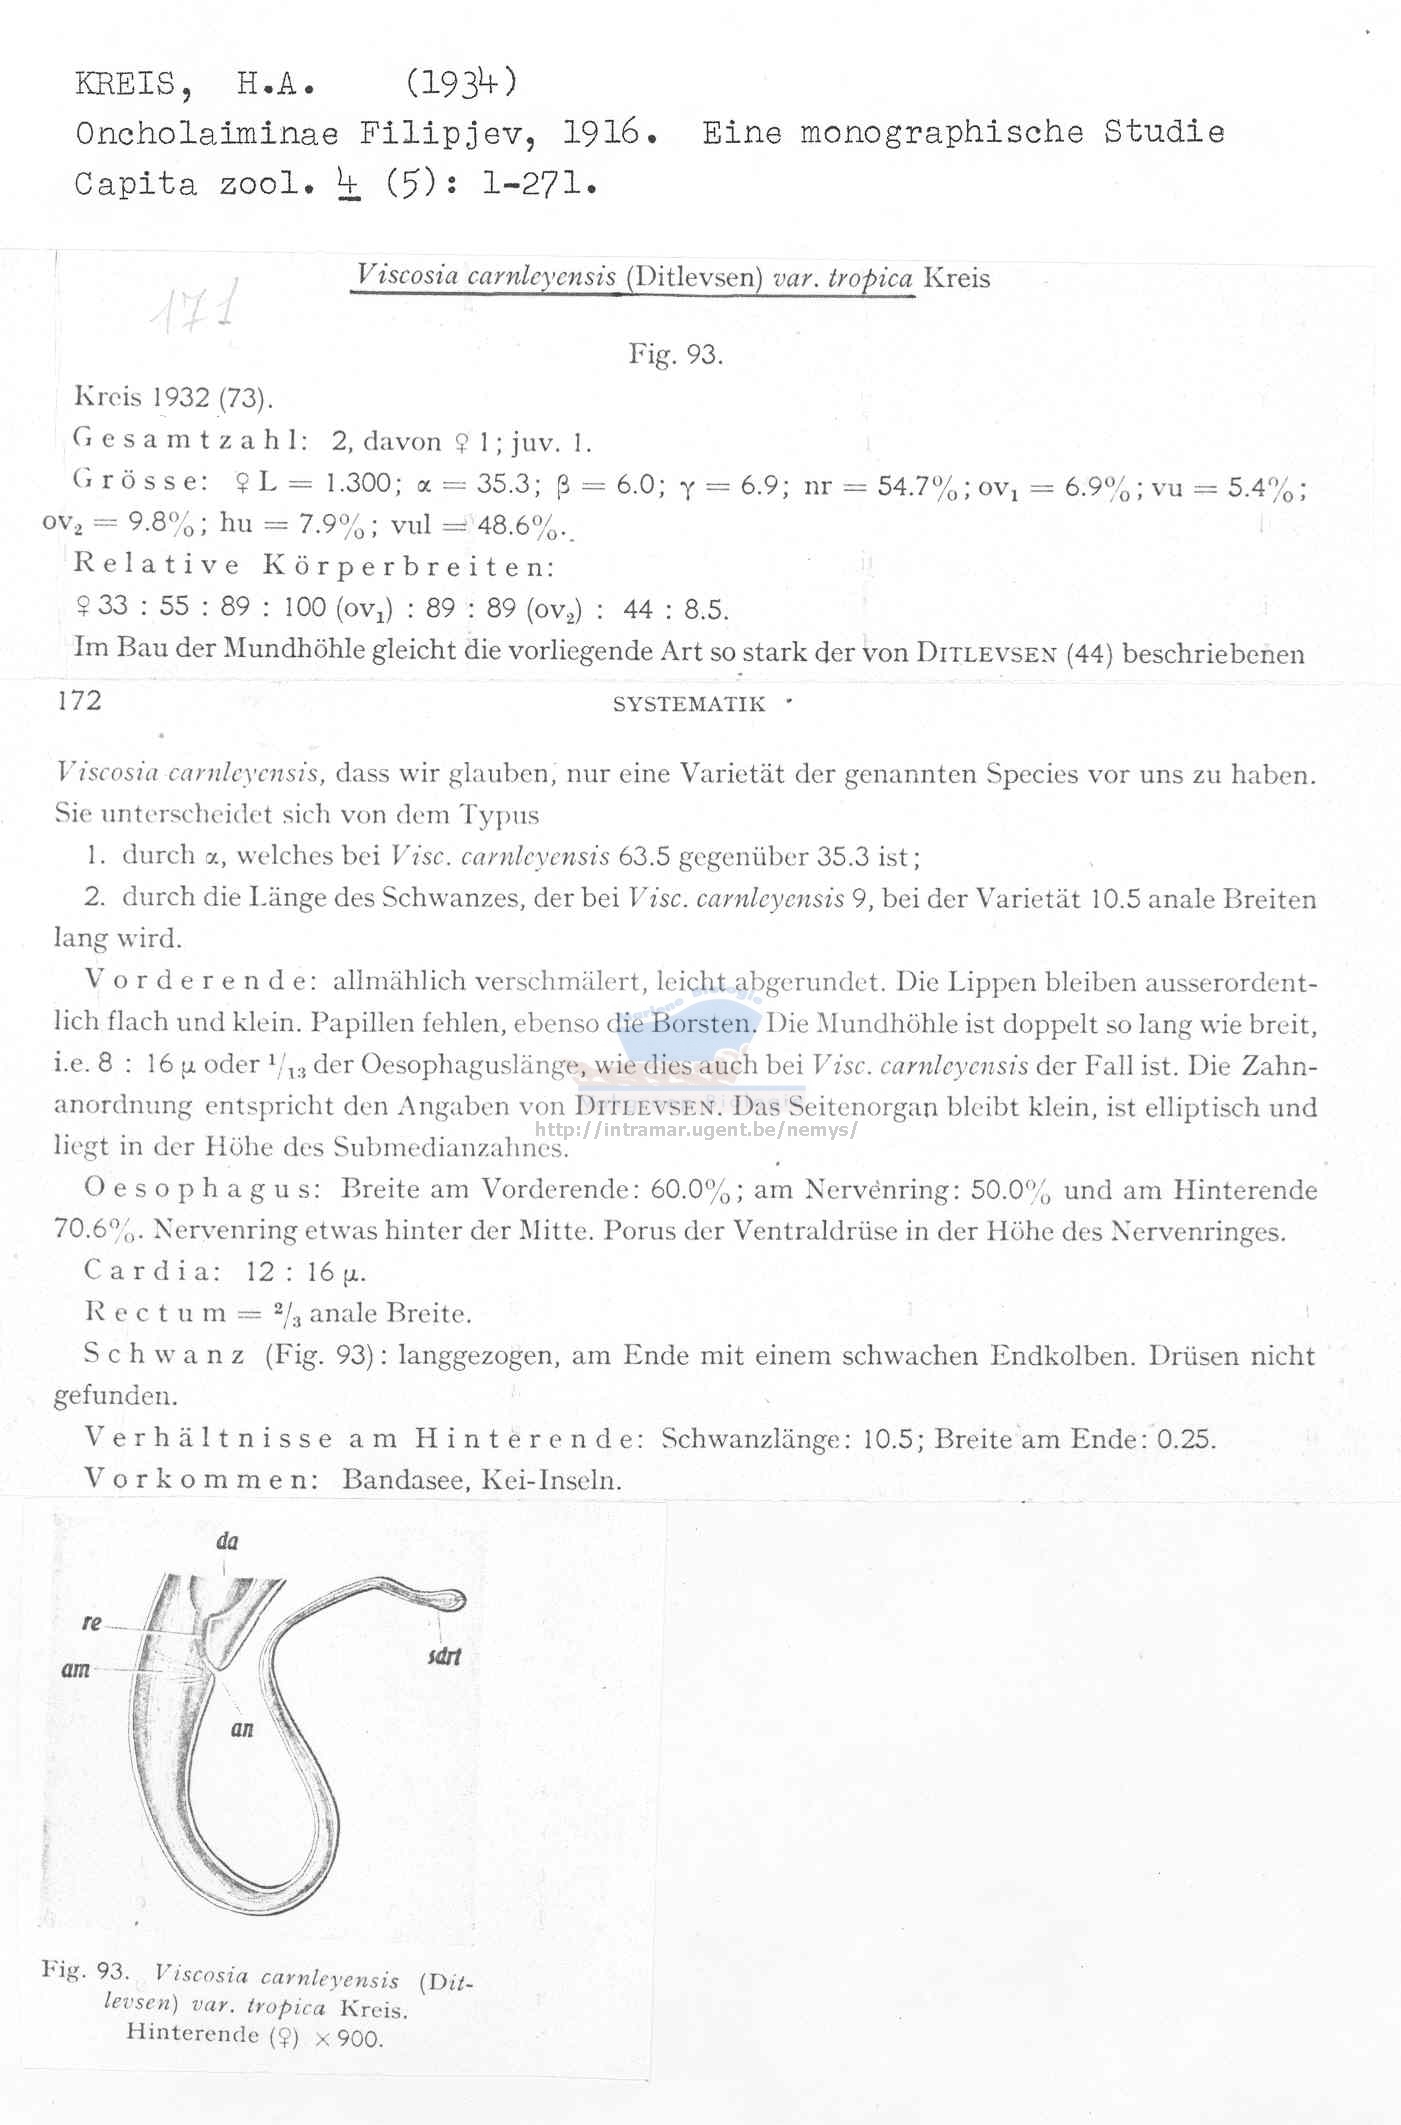 KREIS, H.A. (1934)
Oncholaiminae Filipjev, 1916. Eine monographische Studie
Capita zool. 4 (5): 1-271.
171
Viscosia carnleyensis (Ditlevsen) var. tropica Kreis
Fig. 93.
Kreis 1932 (73).
Gesamtzahl: 2, davon ♀ 1; juv. 1.
Grösse: ♀ L = 1.300; α = 35.3; β = 6.0; γ = 6.9; nr = 54.7%; ov₁ = 6.9%; vu = 5.4%;
ov₂ = 9.8%; hu = 7.9%; vul = 48.6%.
Relative Körperbreiten:
♀ 33 : 55 : 89 : 100 (ov₁) : 89 : 89 (ov₂) : 44 : 8.5.
Im Bau der Mundhöhle gleicht die vorliegende Art so stark der von DITLEVSEN (44) beschriebenen
172 SYSTEMATIK
Viscosia carnleyensis, dass wir glauben, nur eine Varietät der genannten Species vor uns zu haben.
Sie unterscheidet sich von dem Typus
1. durch α, welches bei Visc. carnleyensis 63.5 gegenüber 35.3 ist;
2. durch die Länge des Schwanzes, der bei Visc. carnleyensis 9, bei der Varietät 10.5 anale Breiten
lang wird.
Vorderende: allmählich verschmälert, leicht abgerundet. Die Lippen bleiben ausserordent-
lich flach und klein. Papillen fehlen, ebenso die Borsten. Die Mundhöhle ist doppelt so lang wie breit,
i.e. 8 : 16 μ oder ¹/₁₃ der Oesophaguslänge, wie dies auch bei Visc. carnleyensis der Fall ist. Die Zahn-
anordnung entspricht den Angaben von DITLEVSEN. Das Seitenorgan bleibt klein, ist elliptisch und
http://intramar.ugent.be/nemys/
liegt in der Höhe des Submedianzahnes.
Oesophagus: Breite am Vorderende: 60.0%; am Nervenring: 50.0% und am Hinterende
70.6%. Nervenring etwas hinter der Mitte. Porus der Ventraldrüse in der Höhe des Nervenringes.
Cardia: 12 : 16 μ.
Rectum = ²/₃ anale Breite.
Schwanz (Fig. 93): langgezogen, am Ende mit einem schwachen Endkolben. Drüsen nicht
gefunden.
Verhältnisse am Hinterende: Schwanzlänge: 10.5; Breite am Ende: 0.25.
Vorkommen: Bandasee, Kei-Inseln.
da
re
sdrt
am
an
Fig. 93. Viscosia carnleyensis (Dit-
levsen) var. tropica Kreis.
Hinterende (♀) × 900.